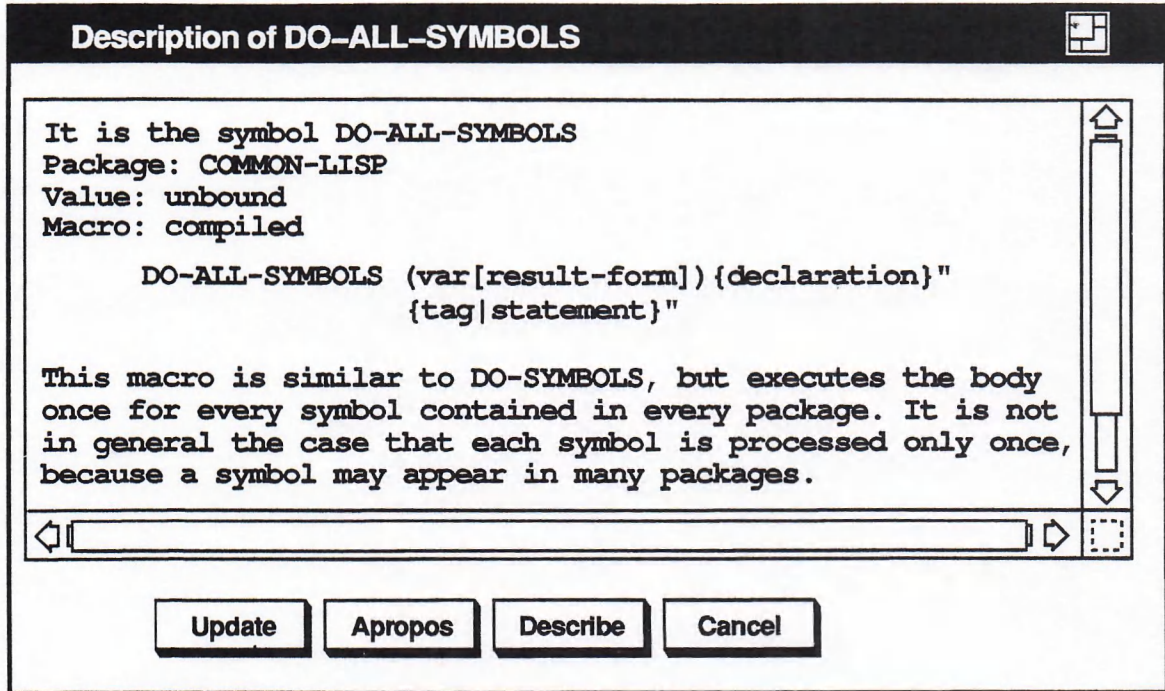 Description of DO–ALL–SYMBOLS
It is the symbol DO-ALL-SYMBOLS
Package: COMMON-LISP
Value: unbound
Macro: compiled
DO-ALL-SYMBOLS (var[result-form]){declaration}"
{tag|statement}"
This macro is similar to DO-SYMBOLS, but executes the body
once for every symbol contained in every package. It is not
in general the case that each symbol is processed only once,
because a symbol may appear in many packages.
Update Apropos Describe Cancel